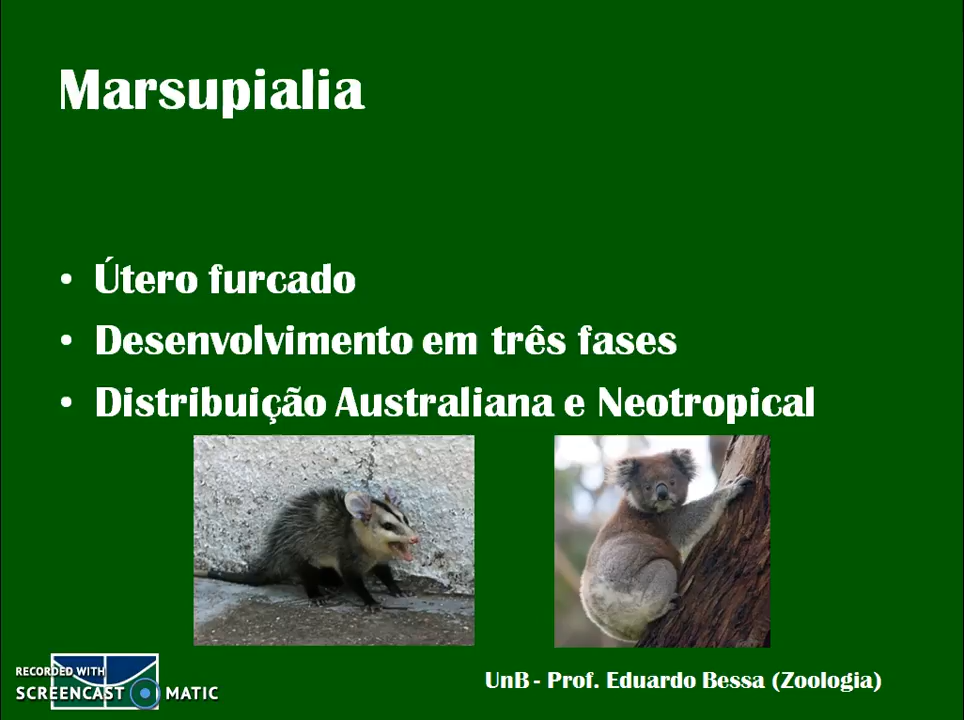 Marsupialia
• Útero furcado
• Desenvolvimento em três fases
• Distribuição Australiana e Neotropical
RECORDED WITH
SCREENCAST MATIC
UnB - Prof. Eduardo Bessa (Zoologia)